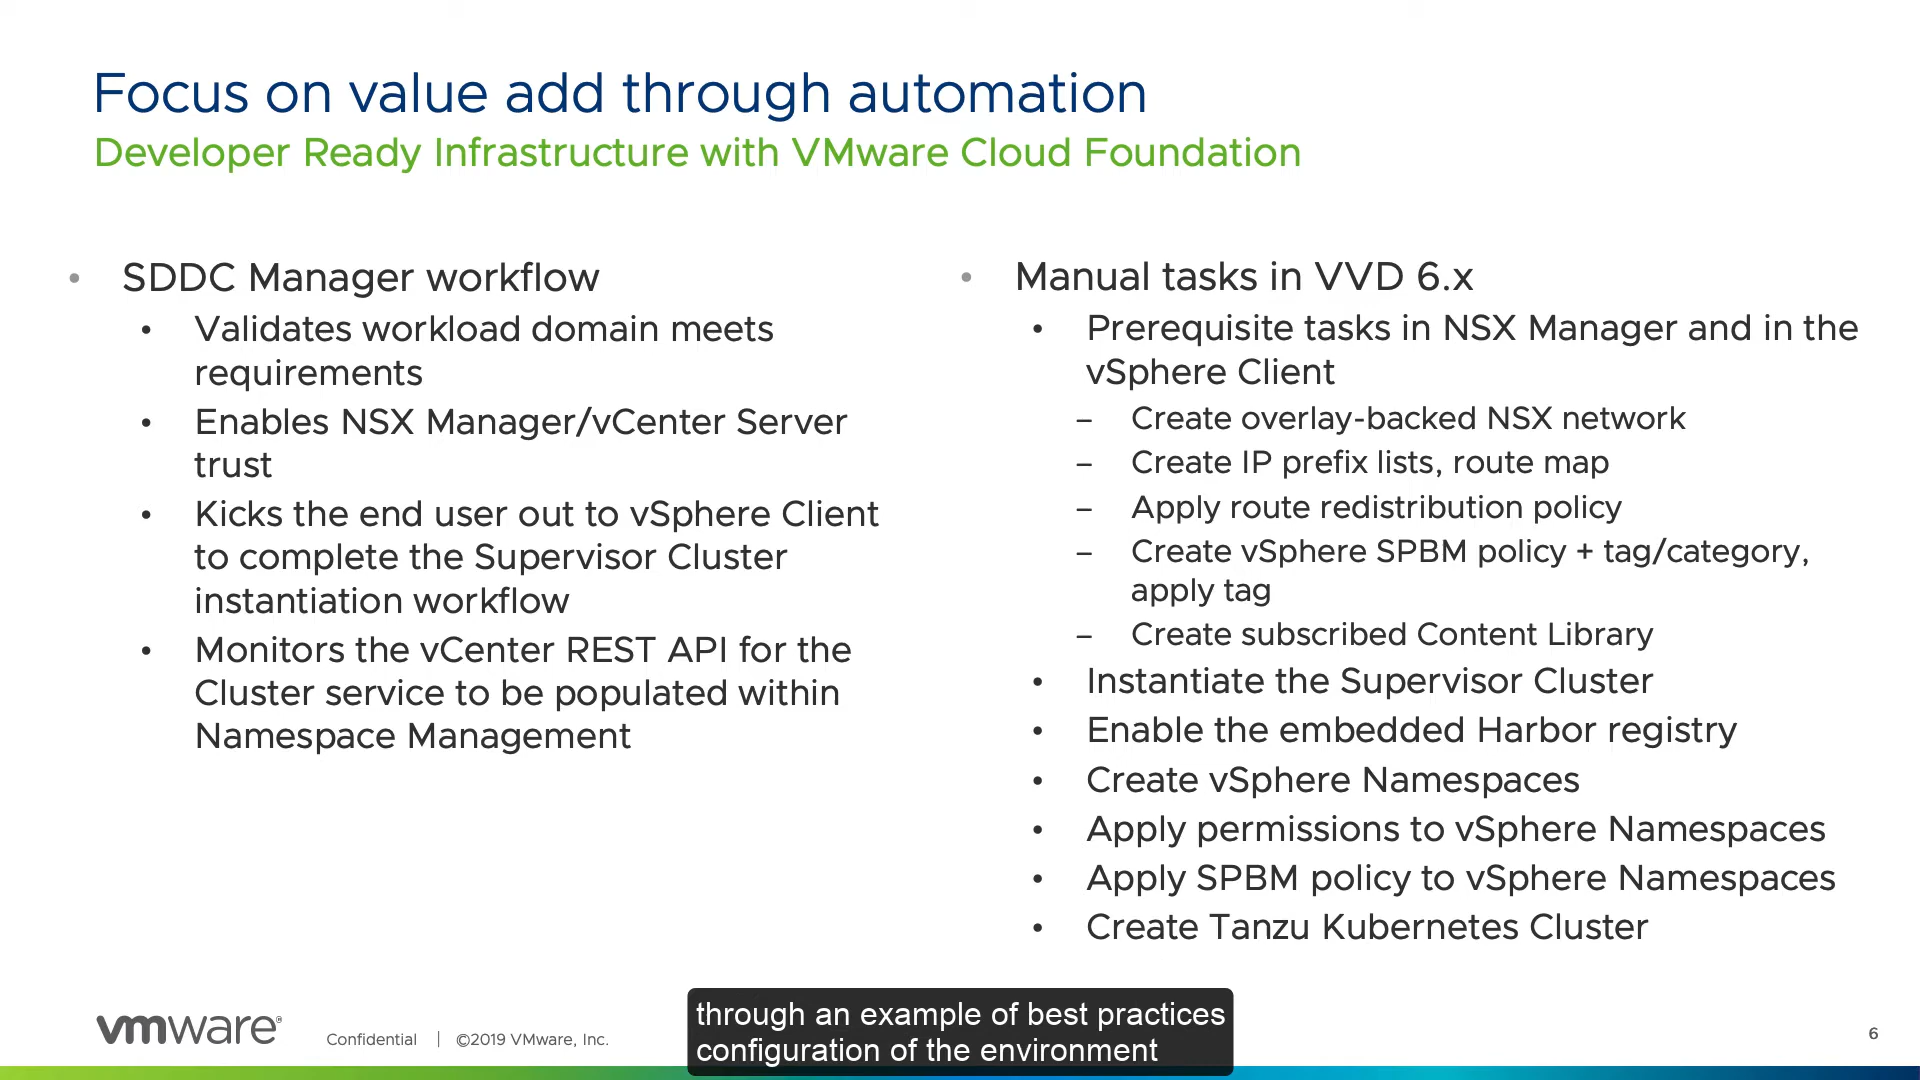 Focus on value add through automation
Developer Ready Infrastructure with VMware Cloud Foundation
• SDDC Manager workflow
• Validates workload domain meets
requirements
• Enables NSX Manager/vCenter Server
trust
• Kicks the end user out to vSphere Client
to complete the Supervisor Cluster
instantiation workflow
• Monitors the vCenter REST API for the
Cluster service to be populated within
Namespace Management
• Manual tasks in VVD 6.x
• Prerequisite tasks in NSX Manager and in the
vSphere Client
– Create overlay-backed NSX network
– Create IP prefix lists, route map
– Apply route redistribution policy
– Create vSphere SPBM policy + tag/category,
apply tag
– Create subscribed Content Library
• Instantiate the Supervisor Cluster
• Enable the embedded Harbor registry
• Create vSphere Namespaces
• Apply permissions to vSphere Namespaces
• Apply SPBM policy to vSphere Namespaces
• Create Tanzu Kubernetes Cluster
through an example of best practices
configuration of the environment
vmware®
Confidential | ©2019 VMware, Inc.
6